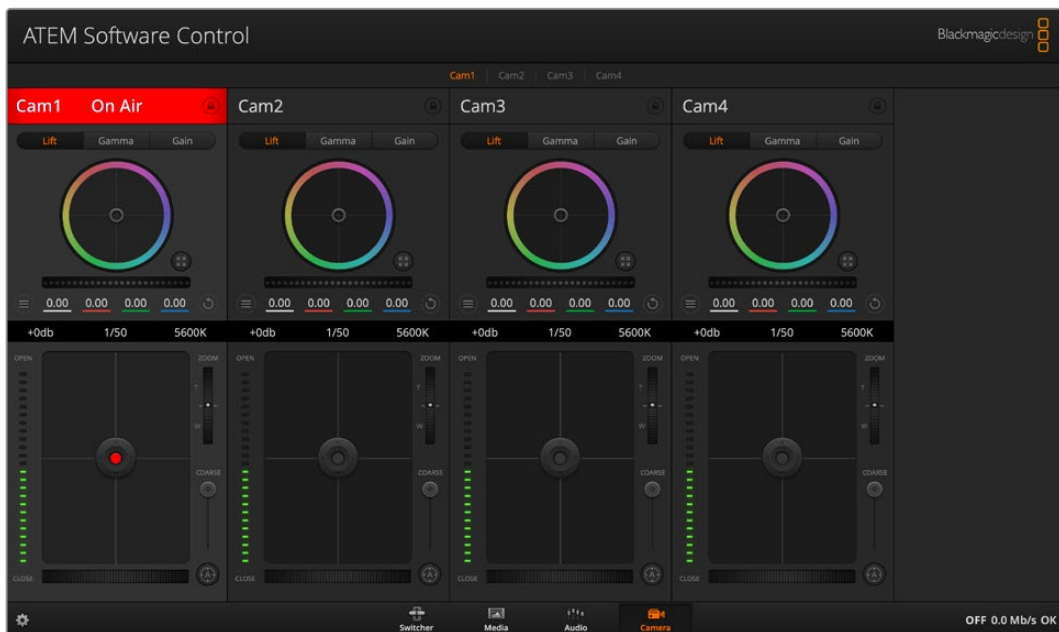 ATEM Software Control
Blackmagicdesign
Cam1 Cam2 Cam3 Cam4
Cam1 On Air Cam2 Cam3 Cam4
Lift Gamma Gain Lift Gamma Gain Lift Gamma Gain Lift Gamma Gain
0.00 0.00 0.00 0.00 0.00 0.00 0.00 0.00 0.00 0.00 0.00 0.00 0.00 0.00 0.00 0.00
+0db 1/50 5600K +0db 1/50 5600K +0db 1/50 5600K +0db 1/50 5600K
OPEN ZOOM OPEN ZOOM OPEN ZOOM OPEN ZOOM
T T T T
W W W W
COARSE COARSE COARSE COARSE
CLOSE A CLOSE A CLOSE A CLOSE A
Switcher Media Audio Camera
OFF 0.0 Mb/s OK